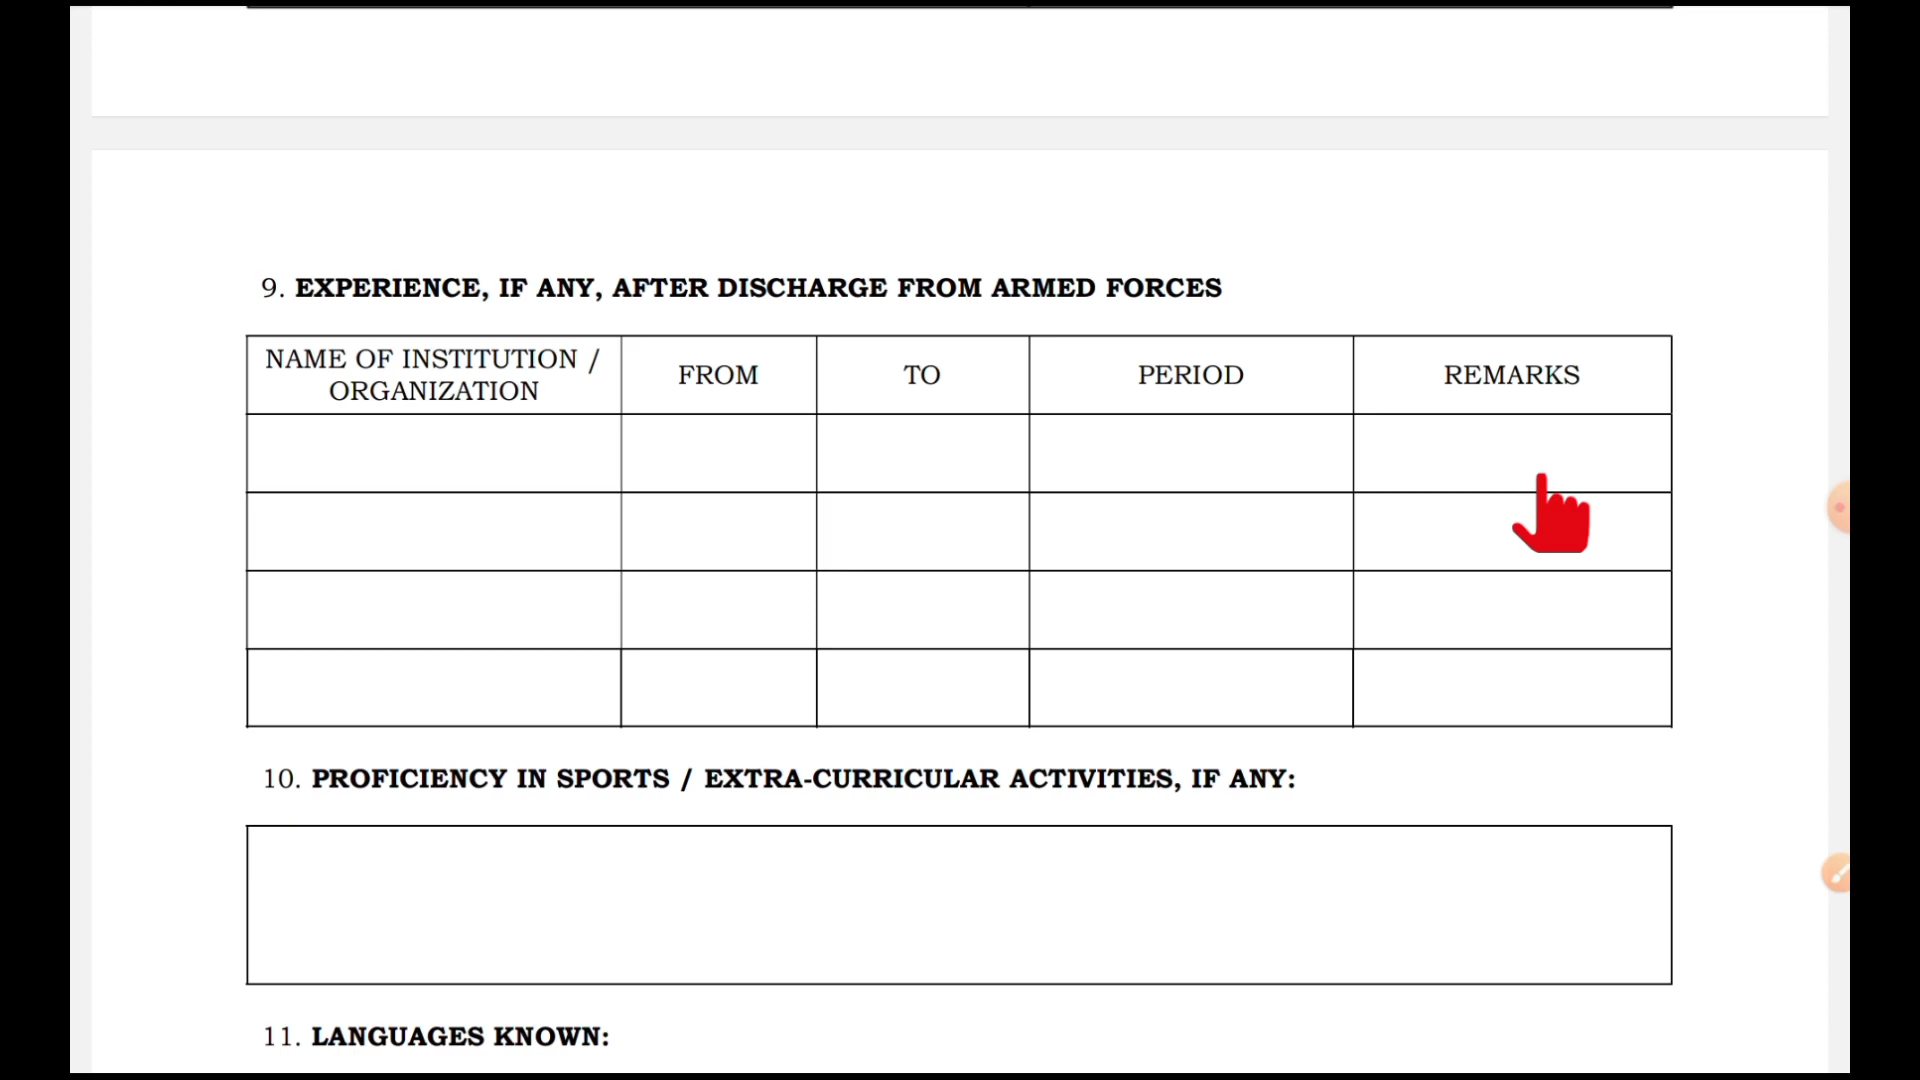 9. EXPERIENCE, IF ANY, AFTER DISCHARGE FROM ARMED FORCES
NAME OF INSTITUTION /
ORGANIZATION
FROM
TO
PERIOD
REMARKS
10. PROFICIENCY IN SPORTS / EXTRA-CURRICULAR ACTIVITIES, IF ANY:
11. LANGUAGES KNOWN: